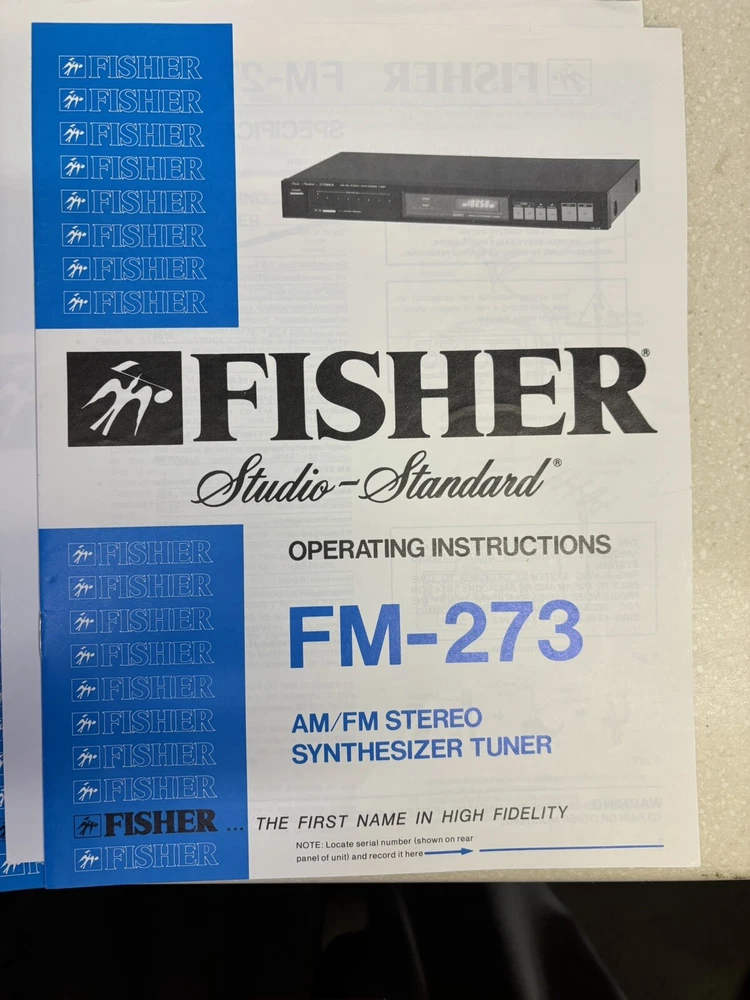 FISHER
FISHER
FISHER
FISHER
FISHER
FISHER
FISHER
FISHER
102.50
FISHER®
Studio-Standard®
OPERATING INSTRUCTIONS
FM-273
AM/FM STEREO
SYNTHESIZER TUNER
FISHER
FISHER
FISHER
FISHER
FISHER
FISHER
FISHER
FISHER
FISHER ... THE FIRST NAME IN HIGH FIDELITY
FISHER
NOTE: Locate serial number (shown on rear
panel of unit) and record it here